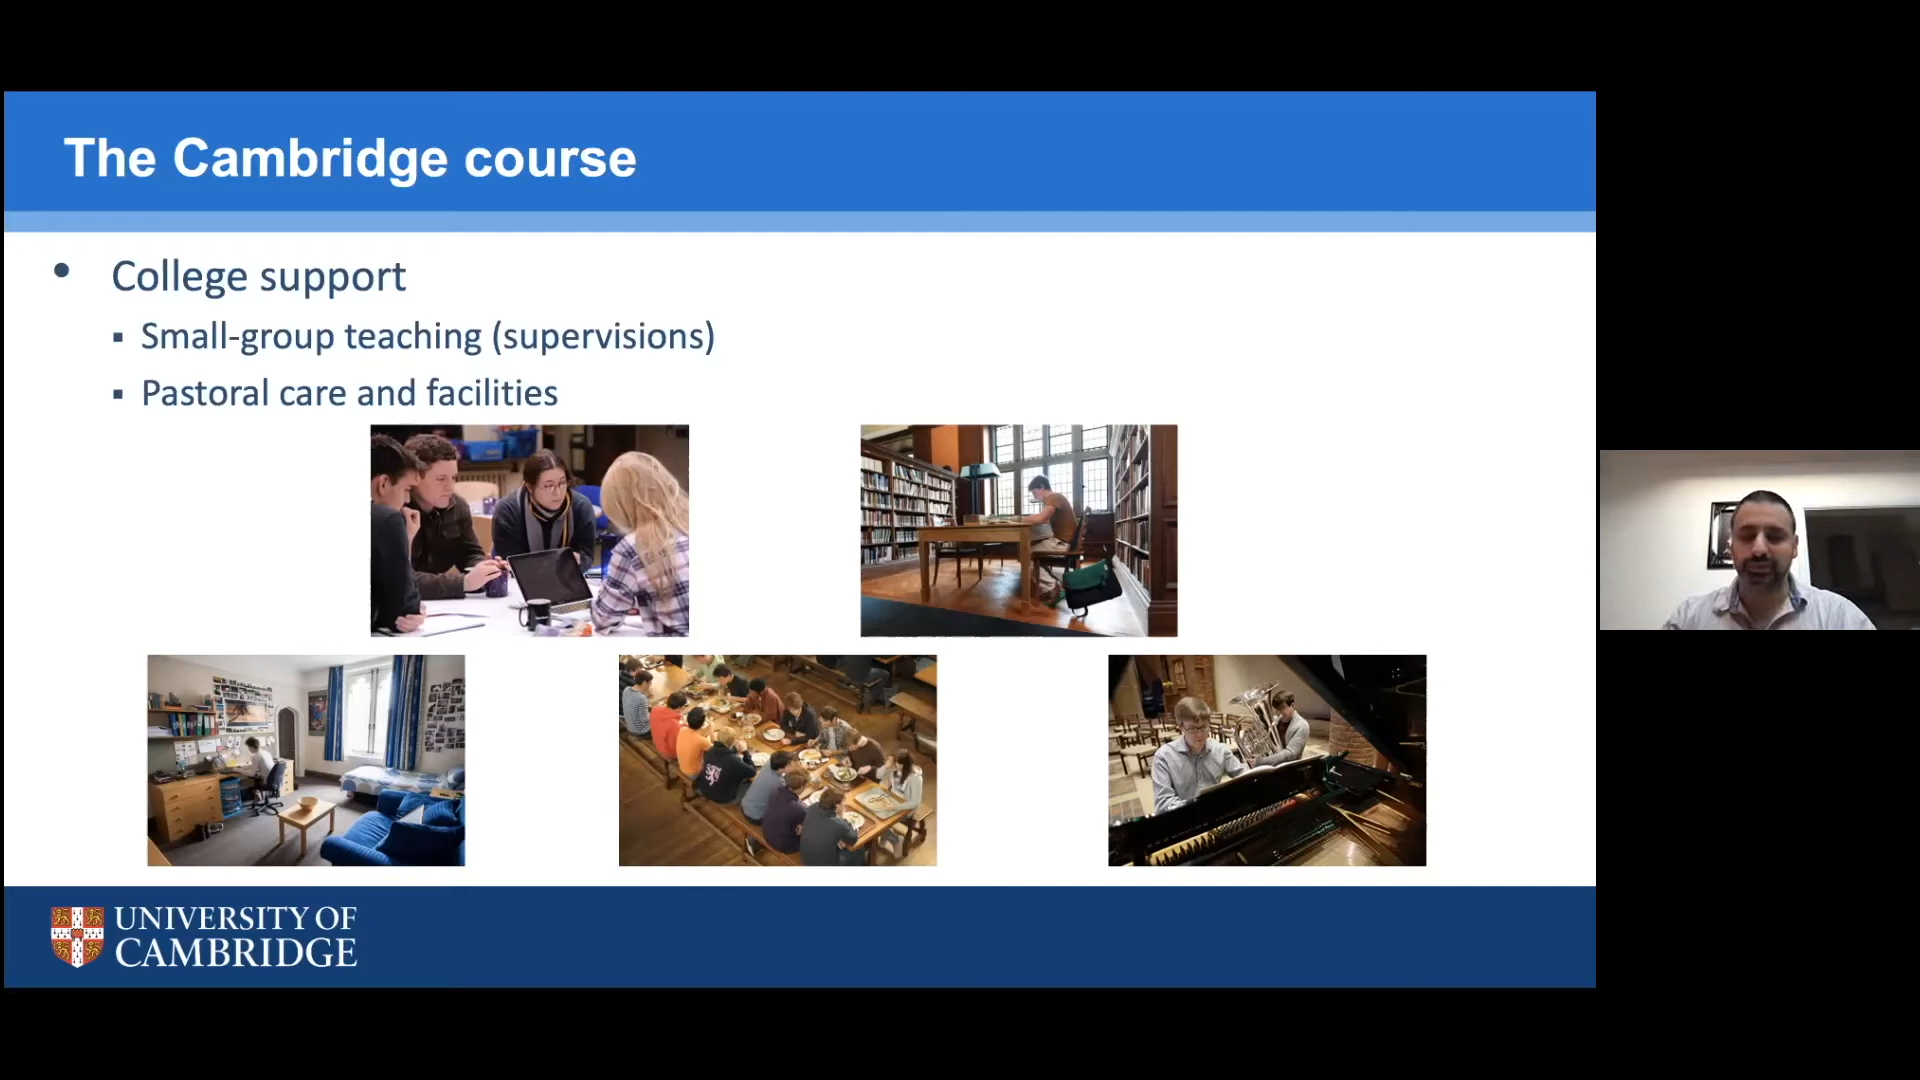 The Cambridge course
• College support
▪ Small-group teaching (supervisions)
▪ Pastoral care and facilities
UNIVERSITY OF
CAMBRIDGE